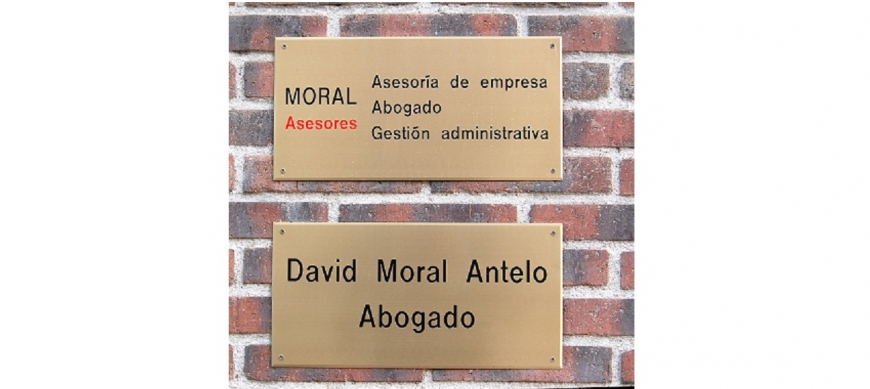 MORAL
Asesores
Asesoría de empresa
Abogado
Gestión administrativa
David Moral Antelo
Abogado